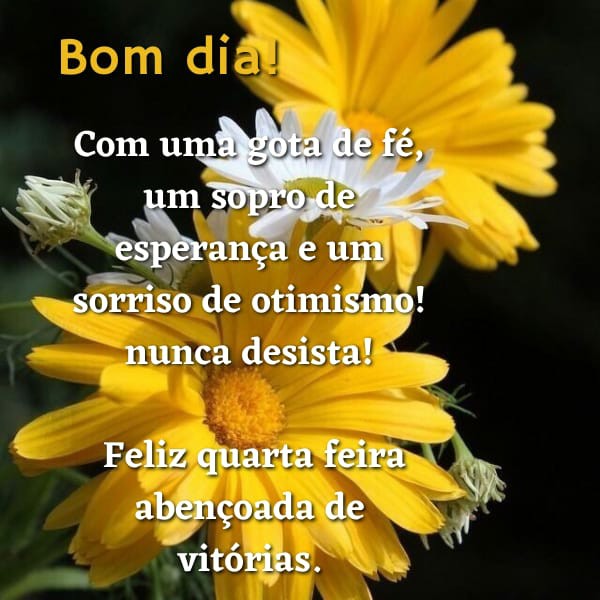 Bom dia!
Com uma gota de fé,
um sopro de
esperança e um
sorriso de otimismo!
nunca desista!
Feliz quarta feira
abençoada de
vitórias.